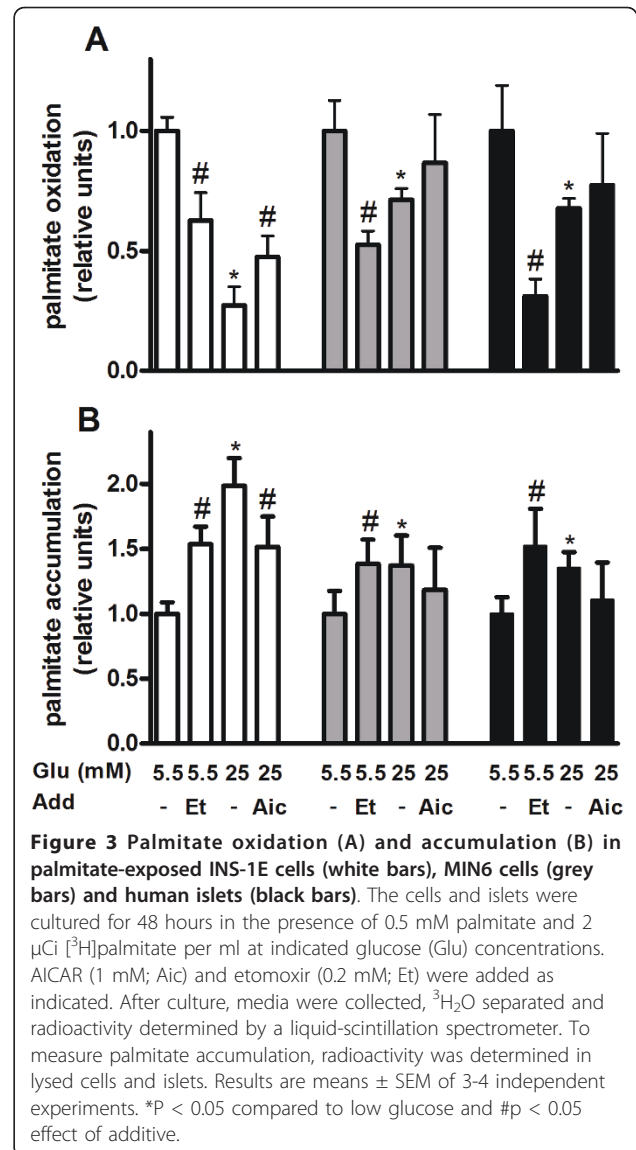 A
palmitate oxidation
(relative units)
1.0
0.5
0.0
#
*
#
#
*
#
*
B
palmitate accumulation
(relative units)
2.0
1.5
1.0
0.5
0.0
#
*
#
#
*
#
*
Glu (mM) 5.5 5.5 25 25 5.5 5.5 25 25 5.5 5.5 25 25
Add - Et - Aic - Et - Aic - Et - Aic
Figure 3 Palmitate oxidation (A) and accumulation (B) in
palmitate-exposed INS-1E cells (white bars), MIN6 cells (grey
bars) and human islets (black bars). The cells and islets were
cultured for 48 hours in the presence of 0.5 mM palmitate and 2
μCi [³H]palmitate per ml at indicated glucose (Glu) concentrations.
AICAR (1 mM; Aic) and etomoxir (0.2 mM; Et) were added as
indicated. After culture, media were collected, ³H₂O separated and
radioactivity determined by a liquid-scintillation spectrometer. To
measure palmitate accumulation, radioactivity was determined in
lysed cells and islets. Results are means ± SEM of 3-4 independent
experiments. *P < 0.05 compared to low glucose and #p < 0.05
effect of additive.